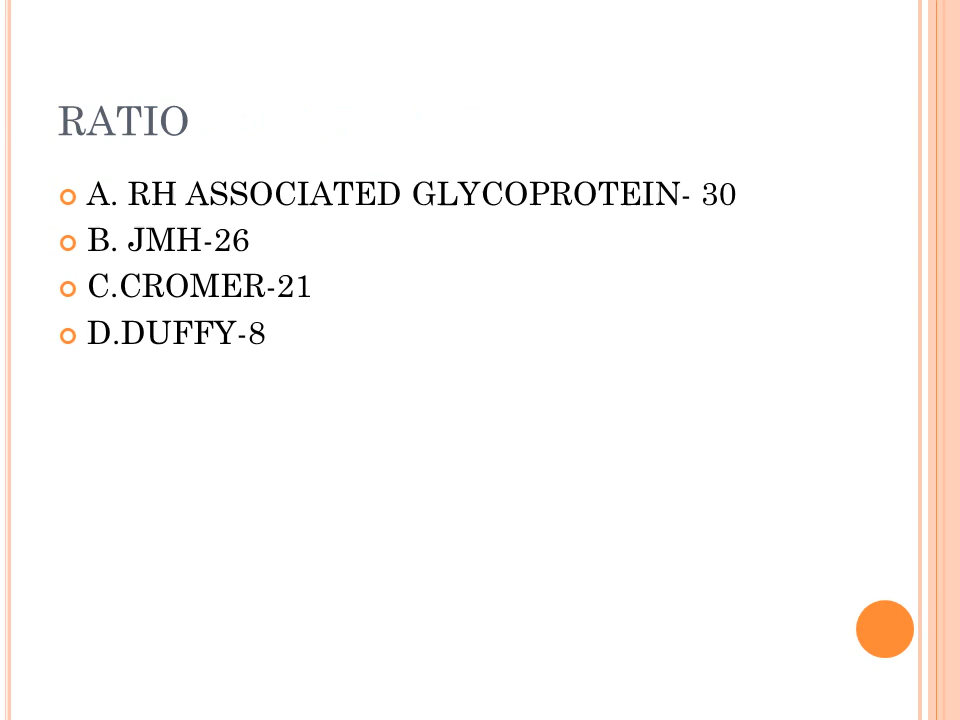 RATIO
A. RH ASSOCIATED GLYCOPROTEIN- 30
B. JMH-26
C.CROMER-21
D.DUFFY-8